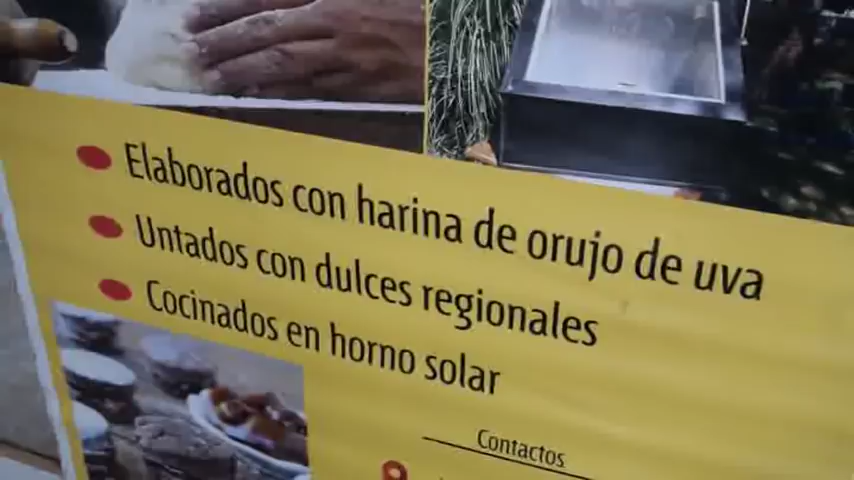 Elaborados con harina de orujo de uva
Untados con dulces regionales
Cocinados en horno solar
Contactos